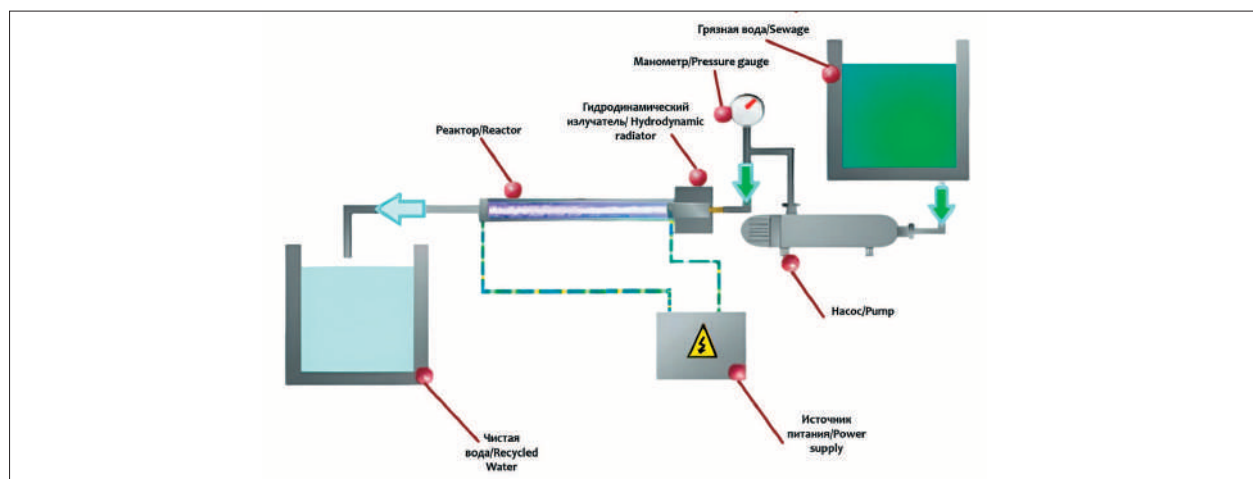 Грязная вода/Sewage
Манометр/Pressure gauge
Гидродинамический
излучатель/ Hydrodynamic
radiator
Реактор/Reactor
Насос/Pump
Источник
питания/Power
supply
Чистая
вода/Recycled
Water